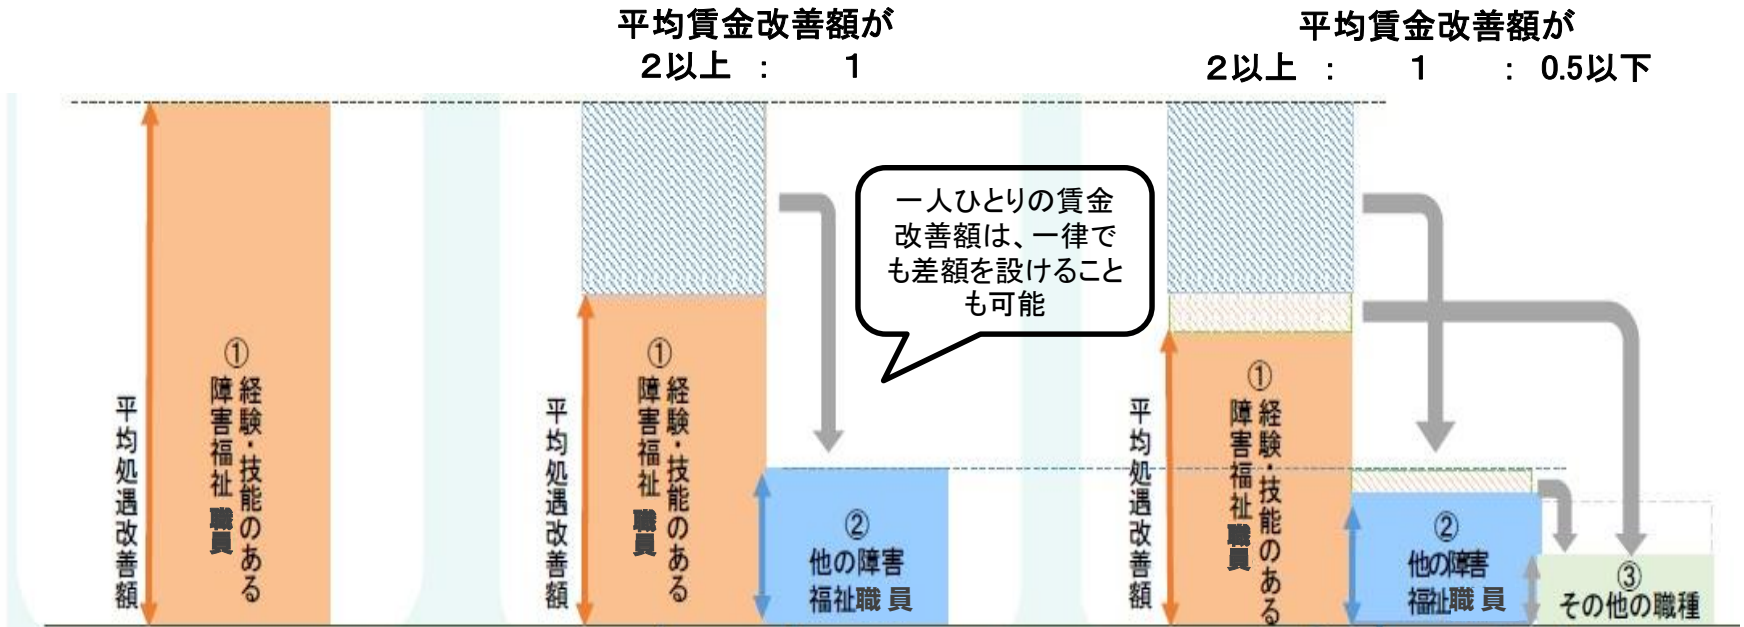 平均賃金改善額が
2以上 : 1
平均賃金改善額が
2以上 : 1 : 0.5以下
平均処遇改善額
①
経験・技能のある
障害福祉職員
平均処遇改善額
①
経験・技能のある
障害福祉職員
②
他の障害
福祉職員
一人ひとりの賃金
改善額は、一律で
も差額を設けること
も可能
平均処遇改善額
①
経験・技能のある
障害福祉職員
②
他の障害
福祉職員
③
その他の職種